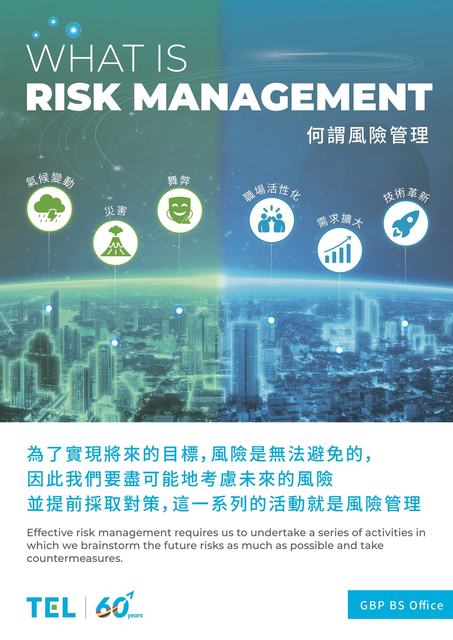 WHAT IS
RISK MANAGEMENT
何謂風險管理
氣候變動
災害
舞弊
職場活性化
需求擴大
技術革新
為了實現將來的目標，風險是無法避免的，
因此我們要盡可能地考慮未來的風險
並提前採取對策，這一系列的活動就是風險管理
Effective risk management requires us to undertake a series of activities in
which we brainstorm the future risks as much as possible and take
countermeasures.
TEL 60 years
GBP BS Office